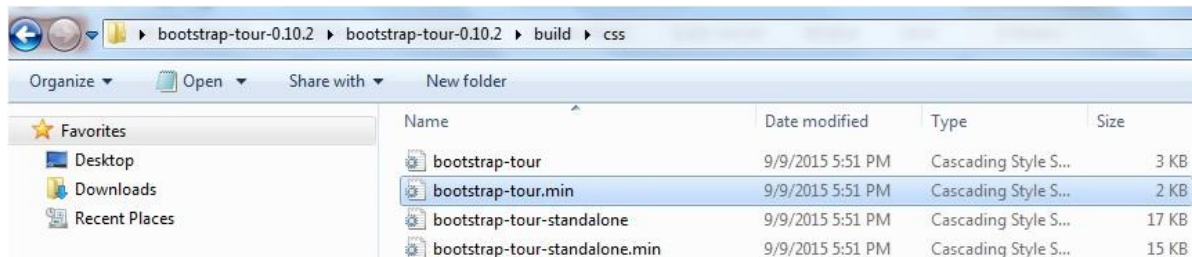 bootstrap-tour-0.10.2 bootstrap-tour-0.10.2 build css
Organize Open Share with New folder
Favorites
Desktop
Downloads
Recent Places
Name Date modified Type Size
bootstrap-tour 9/9/2015 5:51 PM Cascading Style S... 3 KB
bootstrap-tour.min 9/9/2015 5:51 PM Cascading Style S... 2 KB
bootstrap-tour-standalone 9/9/2015 5:51 PM Cascading Style S... 17 KB
bootstrap-tour-standalone.min 9/9/2015 5:51 PM Cascading Style S... 15 KB